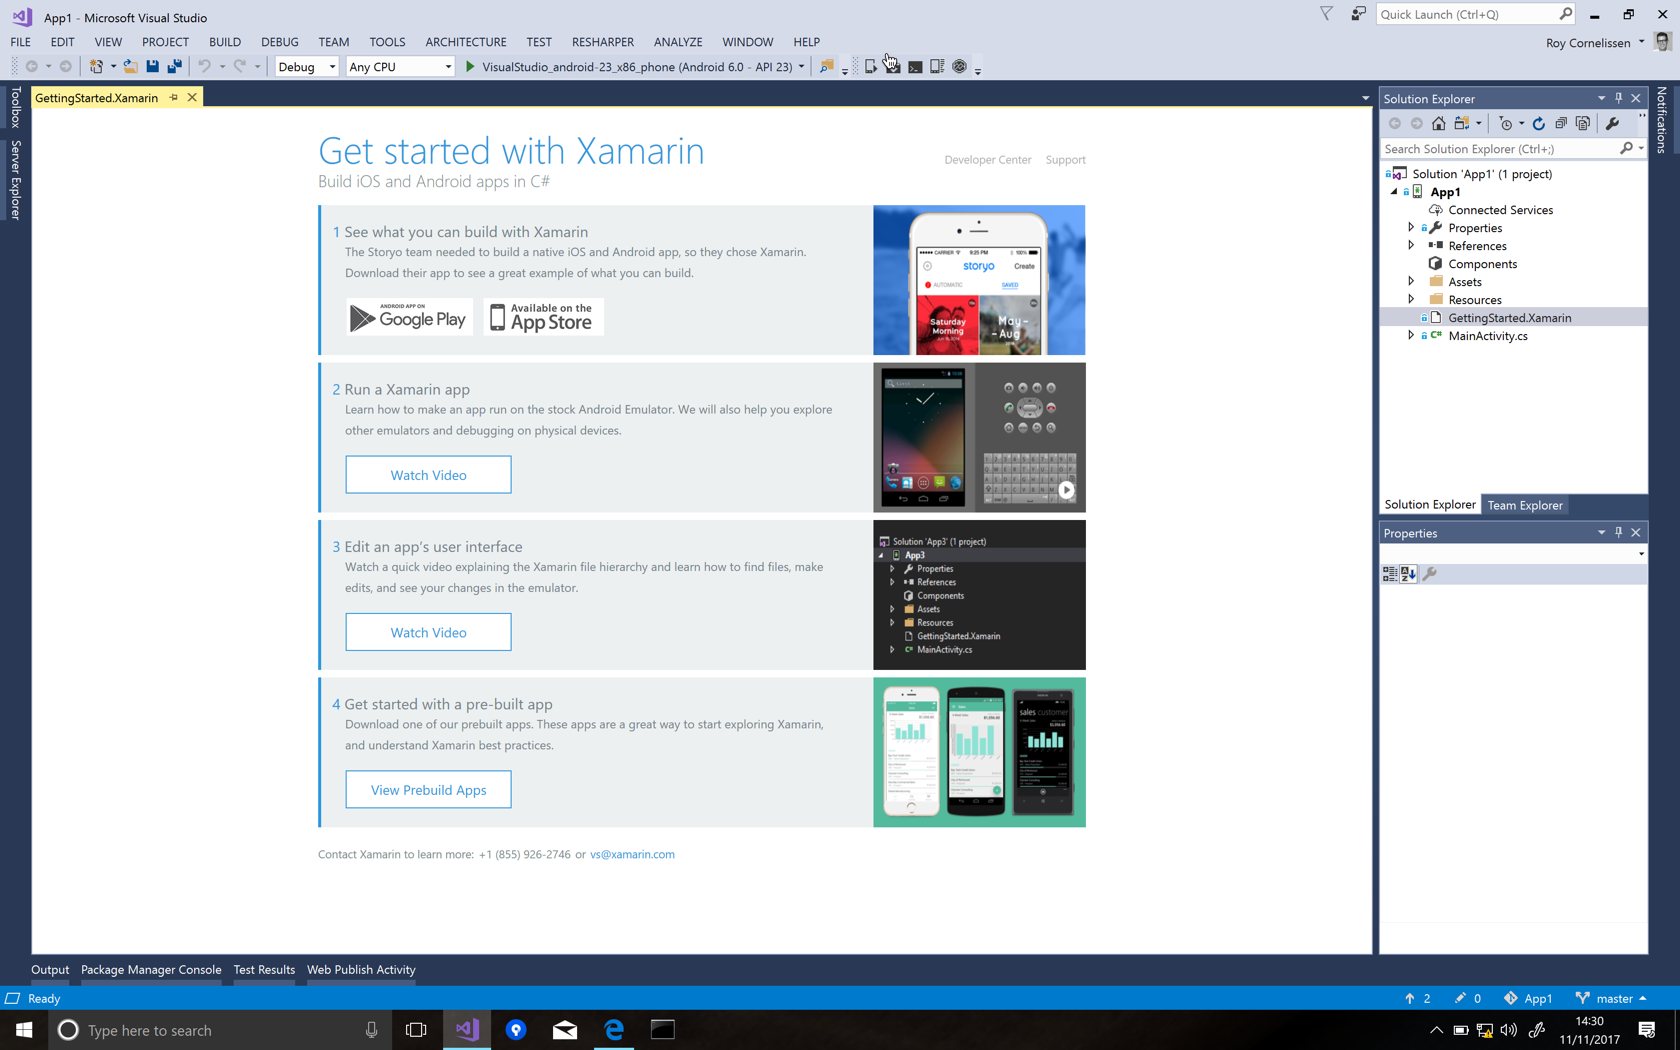 App1 - Microsoft Visual Studio
Quick Launch (Ctrl+Q)
FILE EDIT VIEW PROJECT BUILD DEBUG TEAM TOOLS ARCHITECTURE TEST RESHARPER ANALYZE WINDOW HELP
Roy Cornelissen
Debug Any CPU VisualStudio_android-23_x86_phone (Android 6.0 - API 23)
Toolbox
Server Explorer
GettingStarted.Xamarin
Get started with Xamarin
Build iOS and Android apps in C#
Developer Center Support
1 See what you can build with Xamarin
The Storyo team needed to build a native iOS and Android app, so they chose Xamarin.
Download their app to see a great example of what you can build.
ANDROID APP ON
Google Play
Available on the
App Store
CARRIER 9:25 PM 100%
storyo Create
AUTOMATIC SAVED
Saturday
Morning
May-
Aug
2 Run a Xamarin app
Learn how to make an app run on the stock Android Emulator. We will also help you explore
other emulators and debugging on physical devices.
Watch Video
3 Edit an app's user interface
Watch a quick video explaining the Xamarin file hierarchy and learn how to find files, make
edits, and see your changes in the emulator.
Watch Video
Solution 'App3' (1 project)
App3
Properties
References
Components
Assets
Resources
GettingStarted.Xamarin
MainActivity.cs
4 Get started with a pre-built app
Download one of our prebuilt apps. These apps are a great way to start exploring Xamarin,
and understand Xamarin best practices.
View Prebuild Apps
sales customer
Contact Xamarin to learn more: +1 (855) 926-2746 or vs@xamarin.com
Solution Explorer
Search Solution Explorer (Ctrl+;)
Solution 'App1' (1 project)
App1
Connected Services
Properties
References
Components
Assets
Resources
GettingStarted.Xamarin
MainActivity.cs
Solution Explorer Team Explorer
Properties
Notifications
Output Package Manager Console Test Results Web Publish Activity
Ready
2 0 App1 master
Type here to search
14:30
11/11/2017